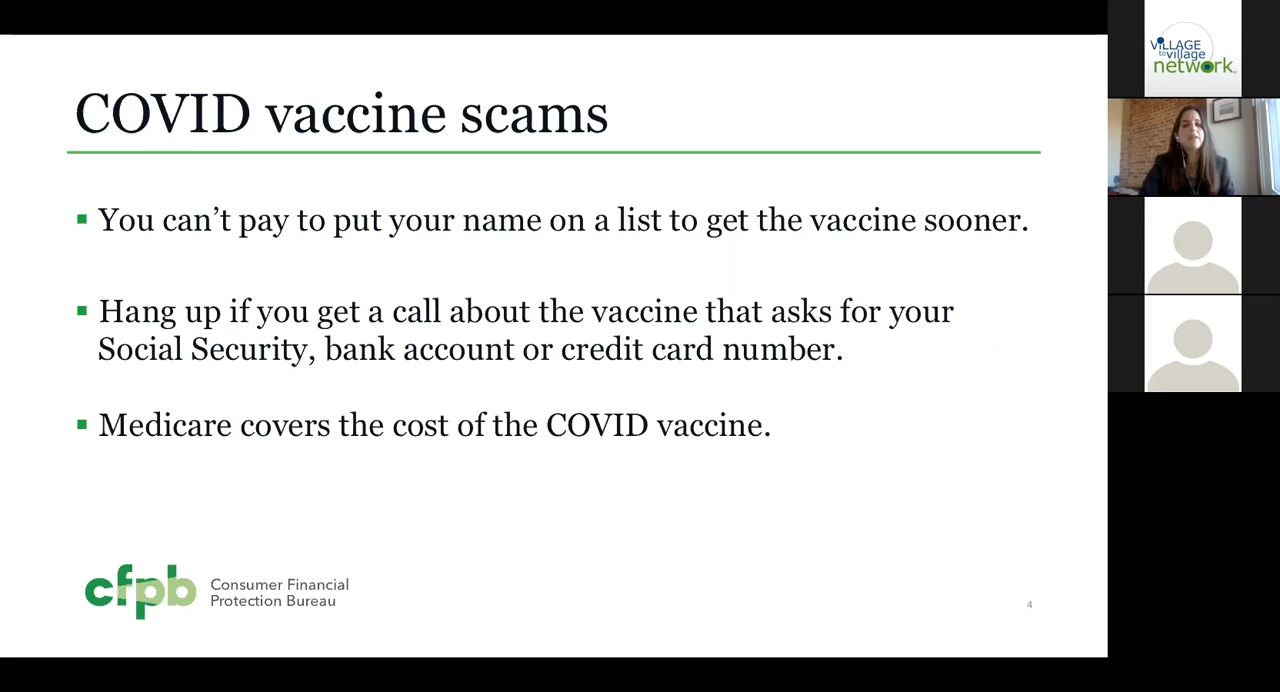 COVID vaccine scams
▪ You can’t pay to put your name on a list to get the vaccine sooner.
▪ Hang up if you get a call about the vaccine that asks for your
Social Security, bank account or credit card number.
▪ Medicare covers the cost of the COVID vaccine.
cfpb
Consumer Financial
Protection Bureau
4
ViLLAGE
to village
network